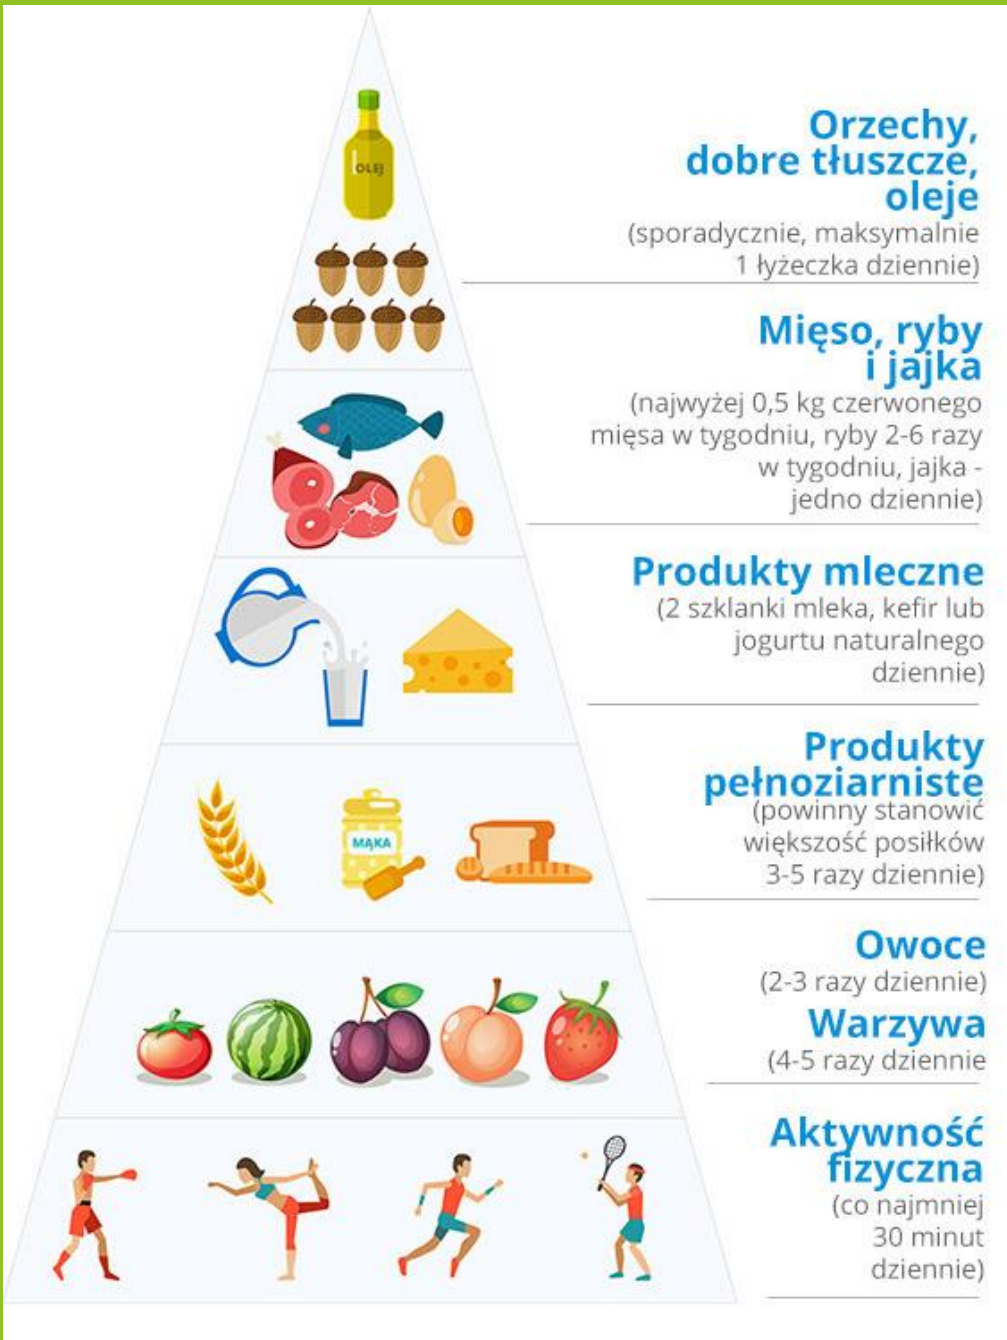 OLEJ
Orzechy,
dobre tłuszcze,
oleje
(sporadycznie, maksymalnie
1 łyżeczka dziennie)
Mięso, ryby
i jajka
(najwyżej 0,5 kg czerwonego
mięsa w tygodniu, ryby 2-6 razy
w tygodniu, jajka -
jedno dziennie)
Produkty mleczne
(2 szklanki mleka, kefir lub
jogurtu naturalnego
dziennie)
Produkty
pełnoziarniste
(powinny stanowić
większość posiłków
3-5 razy dziennie)
MĄKA
Owoce
(2-3 razy dziennie)
Warzywa
(4-5 razy dziennie
Aktywność
fizyczna
(co najmniej
30 minut
dziennie)